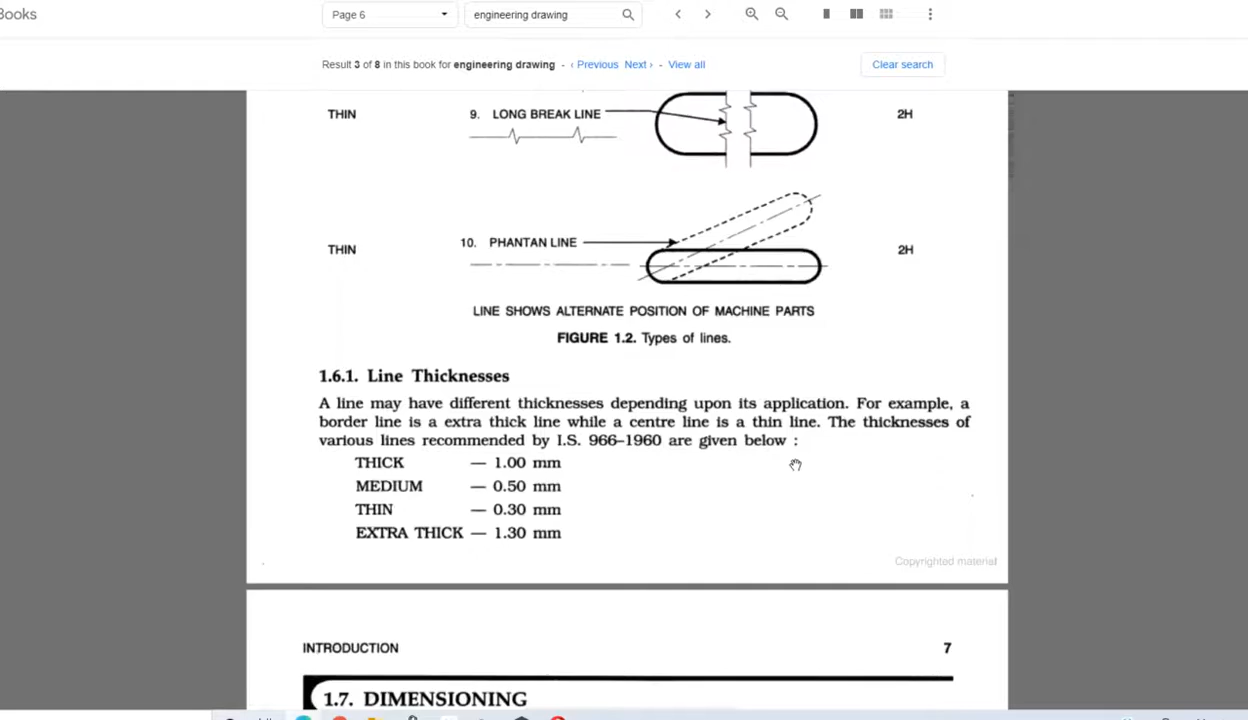 Books
Page 6
engineering drawing
Result 3 of 8 in this book for engineering drawing - ‹ Previous Next › - View all
Clear search
THIN 9. LONG BREAK LINE 2H
THIN 10. PHANTAN LINE 2H
LINE SHOWS ALTERNATE POSITION OF MACHINE PARTS
FIGURE 1.2. Types of lines.
1.6.1. Line Thicknesses
A line may have different thicknesses depending upon its application. For example, a
border line is a extra thick line while a centre line is a thin line. The thicknesses of
various lines recommended by I.S. 966–1960 are given below :
THICK — 1.00 mm
MEDIUM — 0.50 mm
THIN — 0.30 mm
EXTRA THICK — 1.30 mm
Copyrighted material
INTRODUCTION 7
1.7. DIMENSIONING